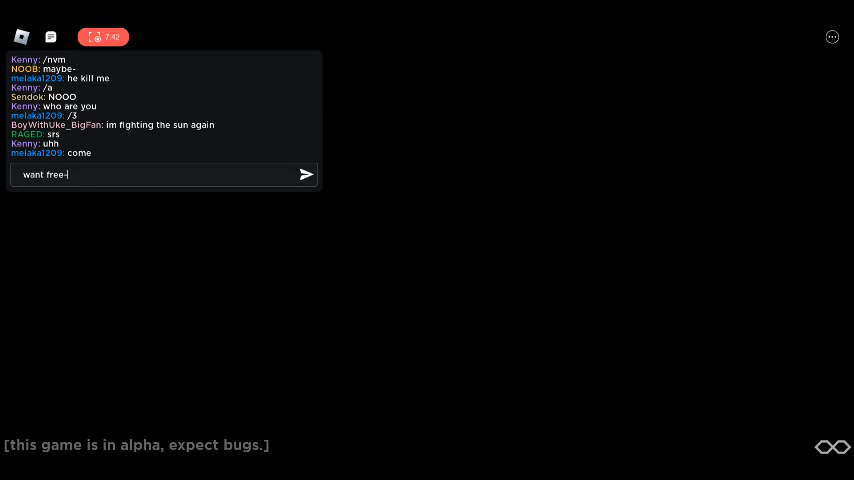 7:42
Kenny: /nvm
NOOB: maybe-
melaka1209: he kill me
Kenny: /a
Sendok: NOOO
Kenny: who are you
melaka1209: /3
BoyWithUke_BigFan: im fighting the sun again
RAGED: srs
Kenny: uhh
melaka1209: come
want free-
[this game is in alpha, expect bugs.]